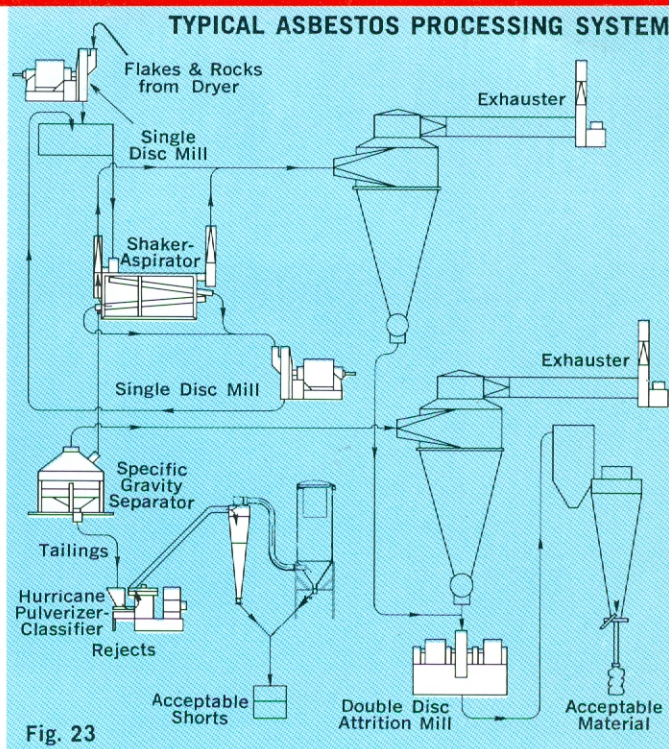 TYPICAL ASBESTOS PROCESSING SYSTEM
Flakes & Rocks
from Dryer
Exhauster
Single
Disc Mill
Shaker-
Aspirator
Exhauster
Single Disc Mill
Specific
Gravity
Separator
Tailings
Hurricane
Pulverizer-
Classifier
Rejects
Acceptable
Shorts
Double Disc
Attrition Mill
Acceptable
Material
Fig. 23